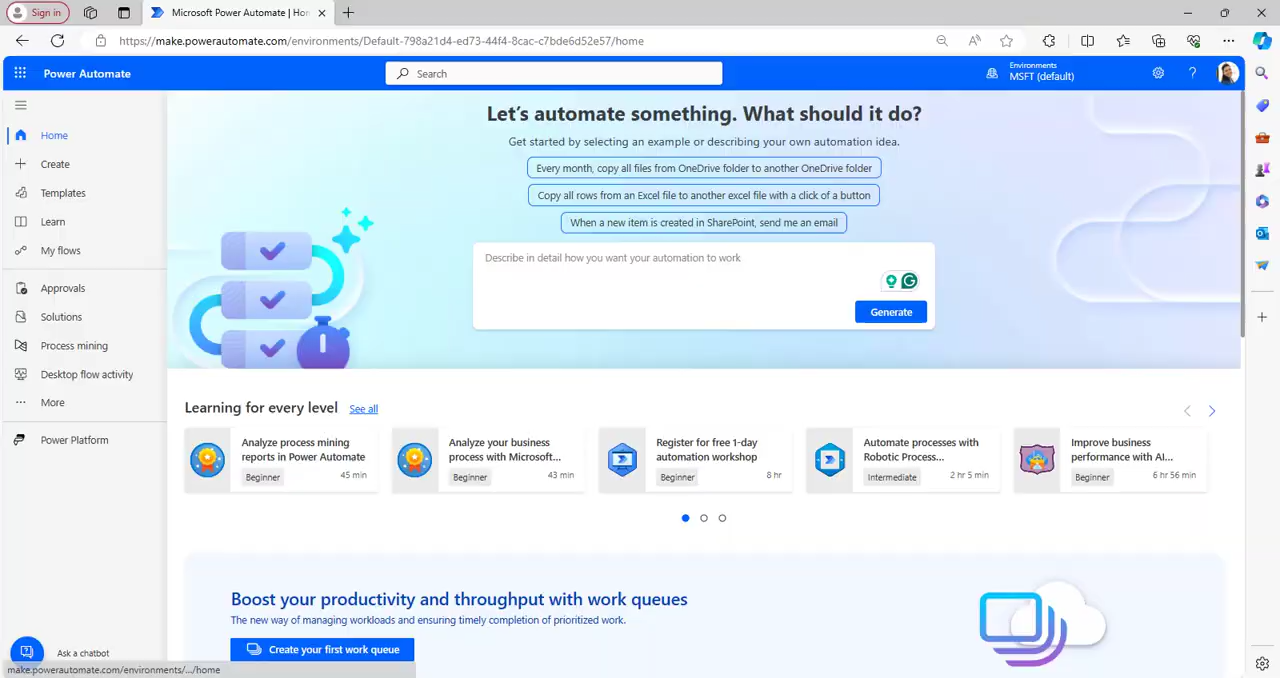 Sign in
Microsoft Power Automate | Hon
https://make.powerautomate.com/environments/Default-798a21d4-ed73-44f4-8cac-c7bde6d52e57/home
Power Automate
Search
Environments
MSFT (default)
Home
Create
Templates
Learn
My flows
Approvals
Solutions
Process mining
Desktop flow activity
More
Power Platform
Ask a chatbot
make.powerautomate.com/environments/.../home
Let's automate something. What should it do?
Get started by selecting an example or describing your own automation idea.
Every month, copy all files from OneDrive folder to another OneDrive folder
Copy all rows from an Excel file to another excel file with a click of a button
When a new item is created in SharePoint, send me an email
Describe in detail how you want your automation to work
Generate
Learning for every level See all
Analyze process mining
reports in Power Automate
Beginner 45 min
Analyze your business
process with Microsoft...
Beginner 43 min
Register for free 1-day
automation workshop
Beginner 8 hr
Automate processes with
Robotic Process...
Intermediate 2 hr 5 min
Improve business
performance with AI...
Beginner 6 hr 56 min
Boost your productivity and throughput with work queues
The new way of managing workloads and ensuring timely completion of prioritized work.
Create your first work queue